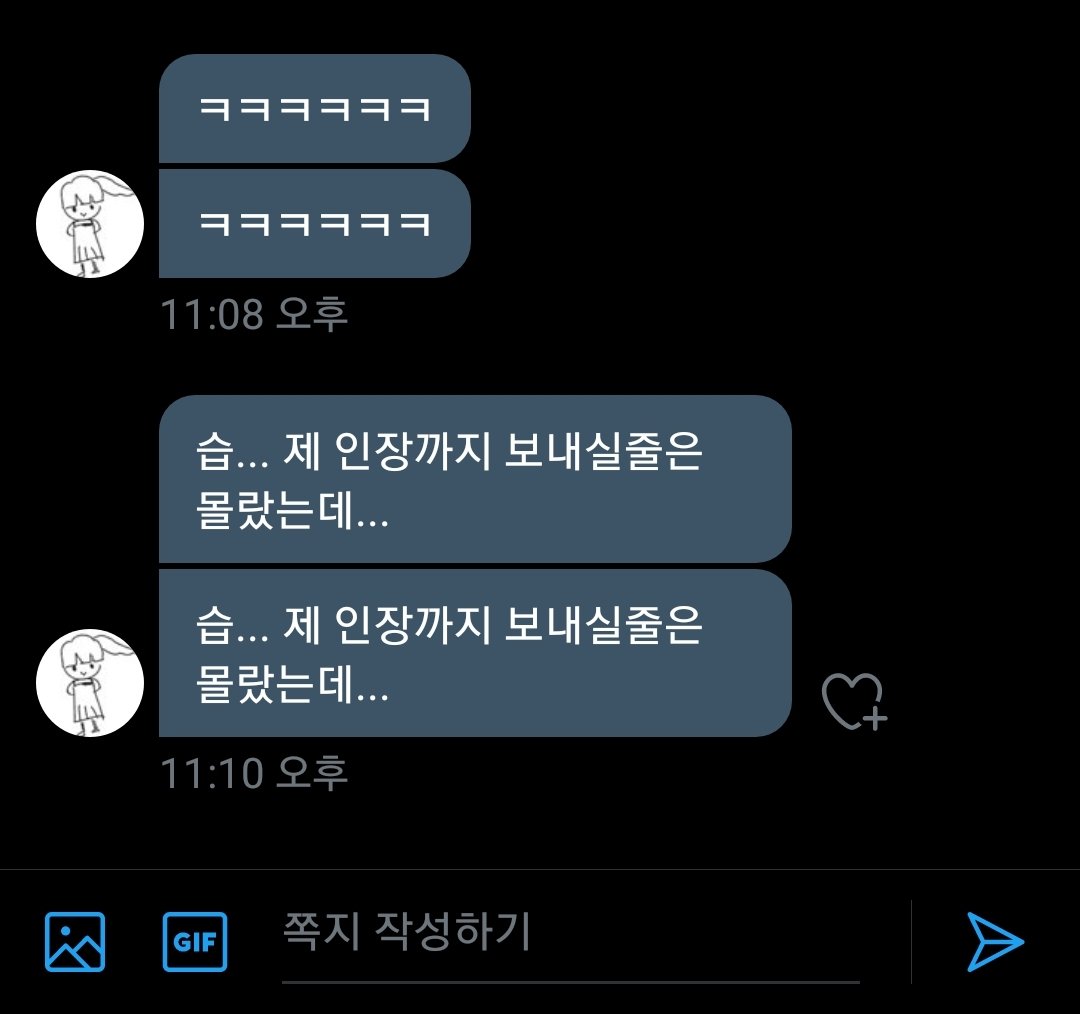 ㅋㅋㅋㅋㅋㅋ
ㅋㅋㅋㅋㅋㅋ
11:08 오후
습... 제 인장까지 보내실줄은
몰랐는데...
습... 제 인장까지 보내실줄은
몰랐는데...
11:10 오후
GIF
쪽지 작성하기